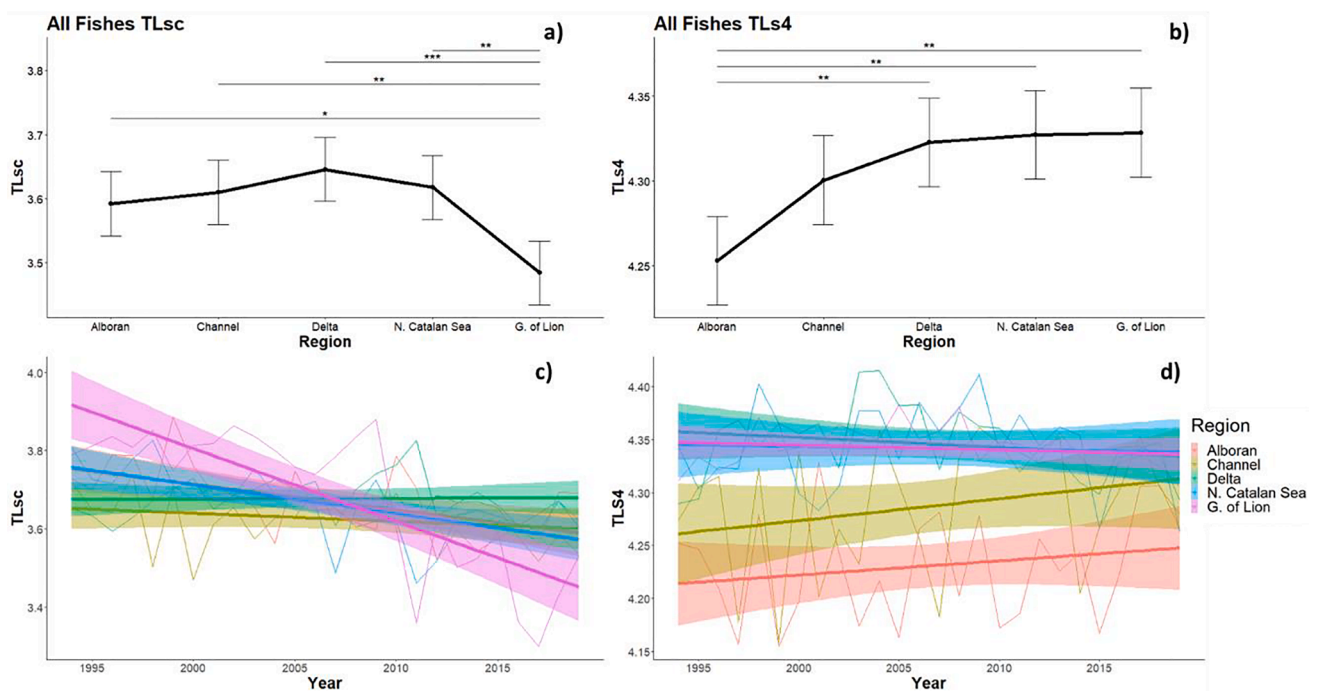 All Fishes TLsc
a)
**
***
**
*
3.8
3.7
3.6
3.5
TLsc
Alboran Channel Delta N. Catalan Sea G. of Lion
Region
All Fishes TLs4
b)
**
**
**
4.35
4.30
4.25
TLs4
Alboran Channel Delta N. Catalan Sea G. of Lion
Region
c)
4.0
3.8
3.6
3.4
TLsc
1995 2000 2005 2010 2015
Year
d)
4.40
4.35
4.30
4.25
4.20
4.15
TLS4
1995 2000 2005 2010 2015
Year
Region
Alboran
Channel
Delta
N. Catalan Sea
G. of Lion